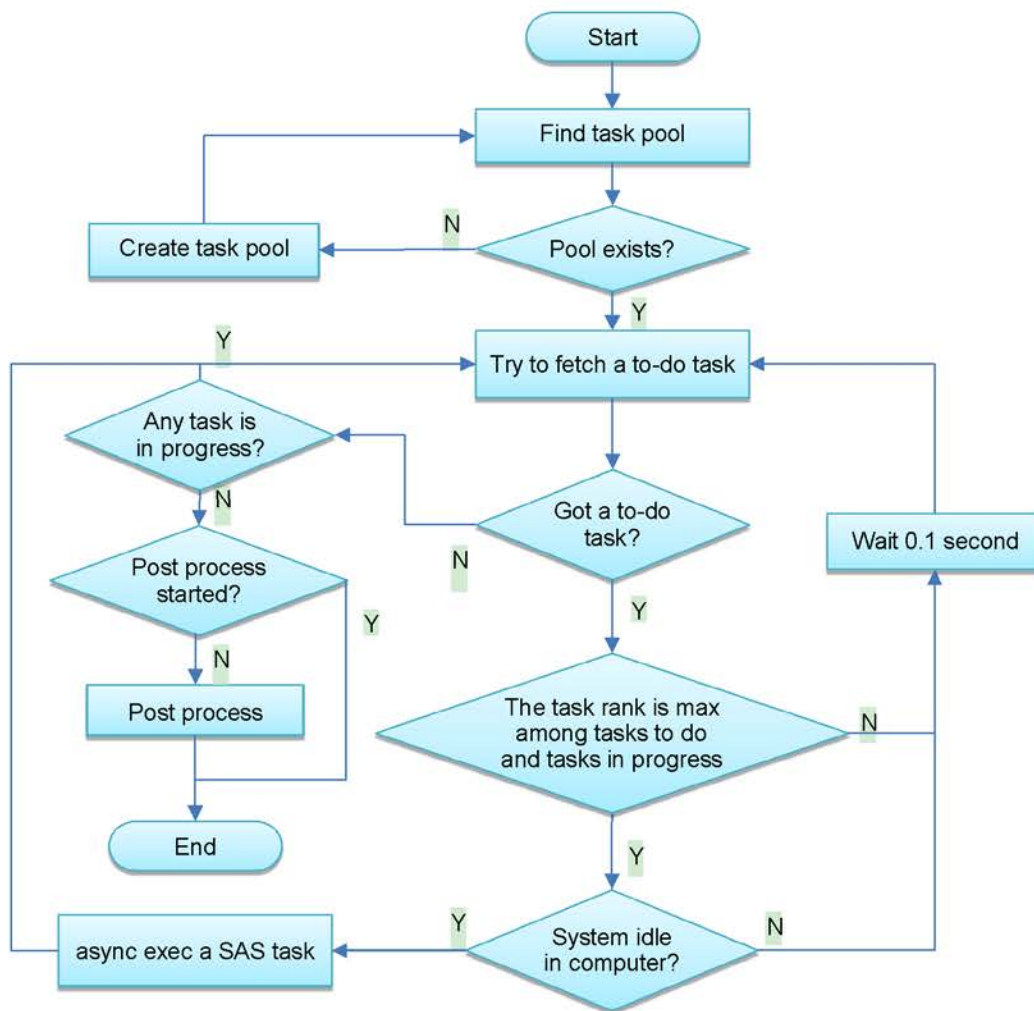 Start
Find task pool
N
Create task pool
Pool exists?
Y
Y
Try to fetch a to-do task
Any task is
in progress?
N
Got a to-do
task?
Wait 0.1 second
Post process
started?
N
Y
Y
N
Post process
The task rank is max
among tasks to do
and tasks in progress
N
End
Y
async exec a SAS task
Y
System idle
in computer?
N